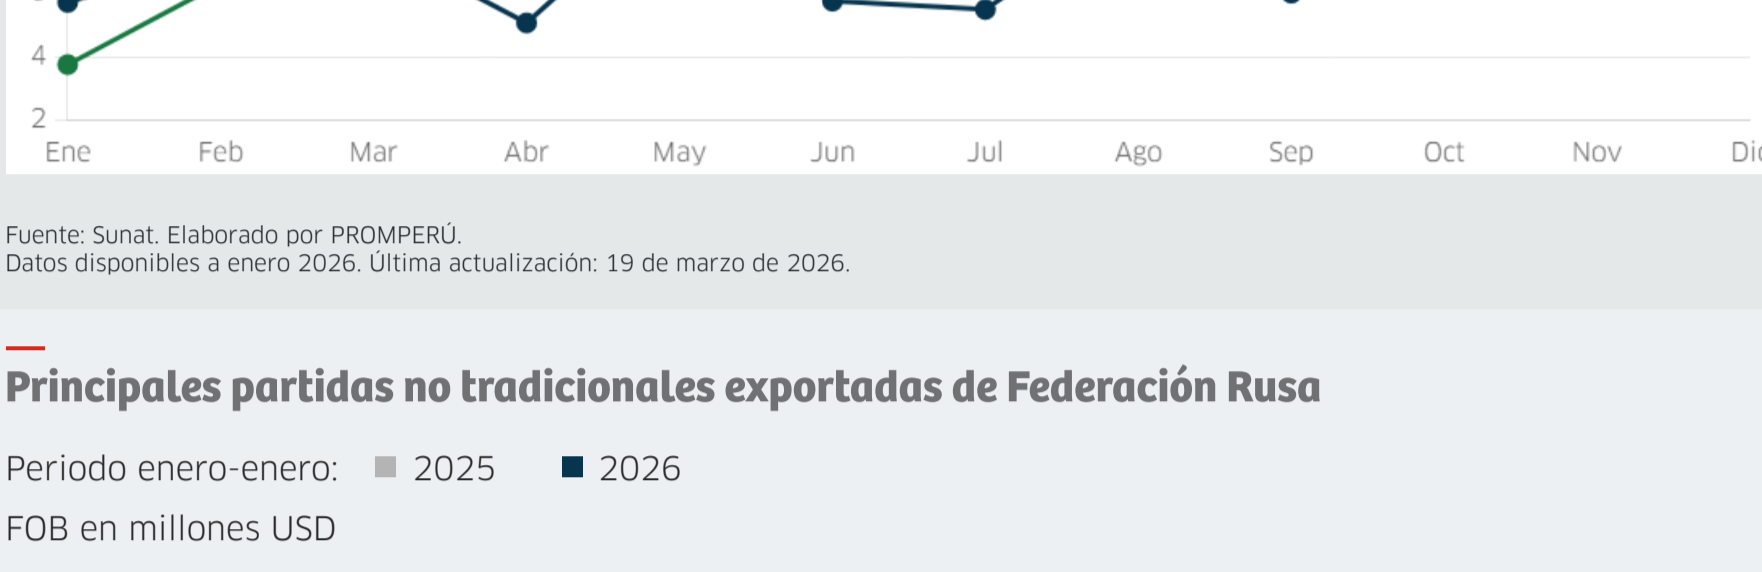 4
2
Ene Feb Mar Abr May Jun Jul Ago Sep Oct Nov
Fuente: Sunat. Elaborado por PROMPERÚ.
Datos disponibles a enero 2026. Última actualización: 19 de marzo de 2026.
Principales partidas no tradicionales exportadas de Federación Rusa
Periodo enero-enero: 2025 2026
FOB en millones USD